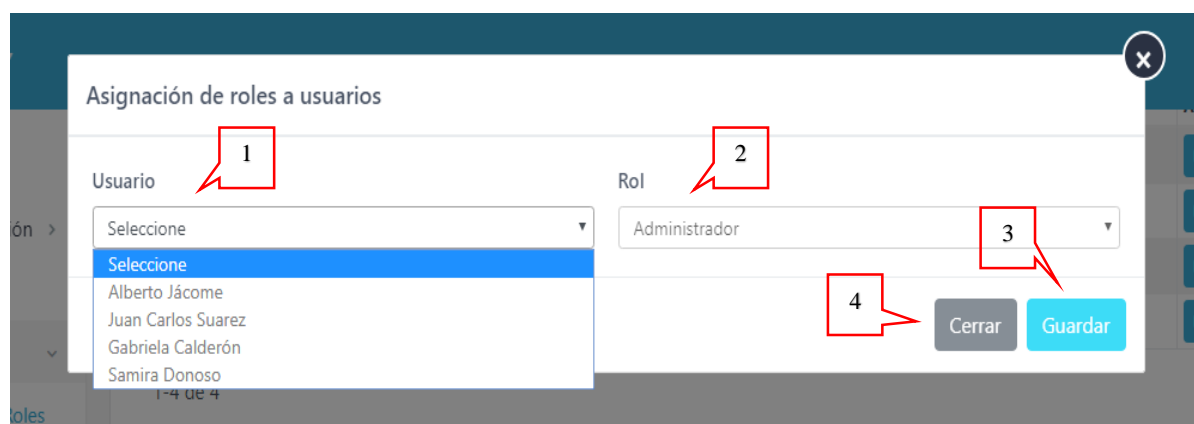 x
Asignación de roles a usuarios
1
2
Usuario
Rol
Seleccione
Administrador
3
ón >
Seleccione
Alberto Jácome
Juan Carlos Suarez
Gabriela Calderón
Samira Donoso
4
Cerrar
Guardar
1-4 de 4
Roles